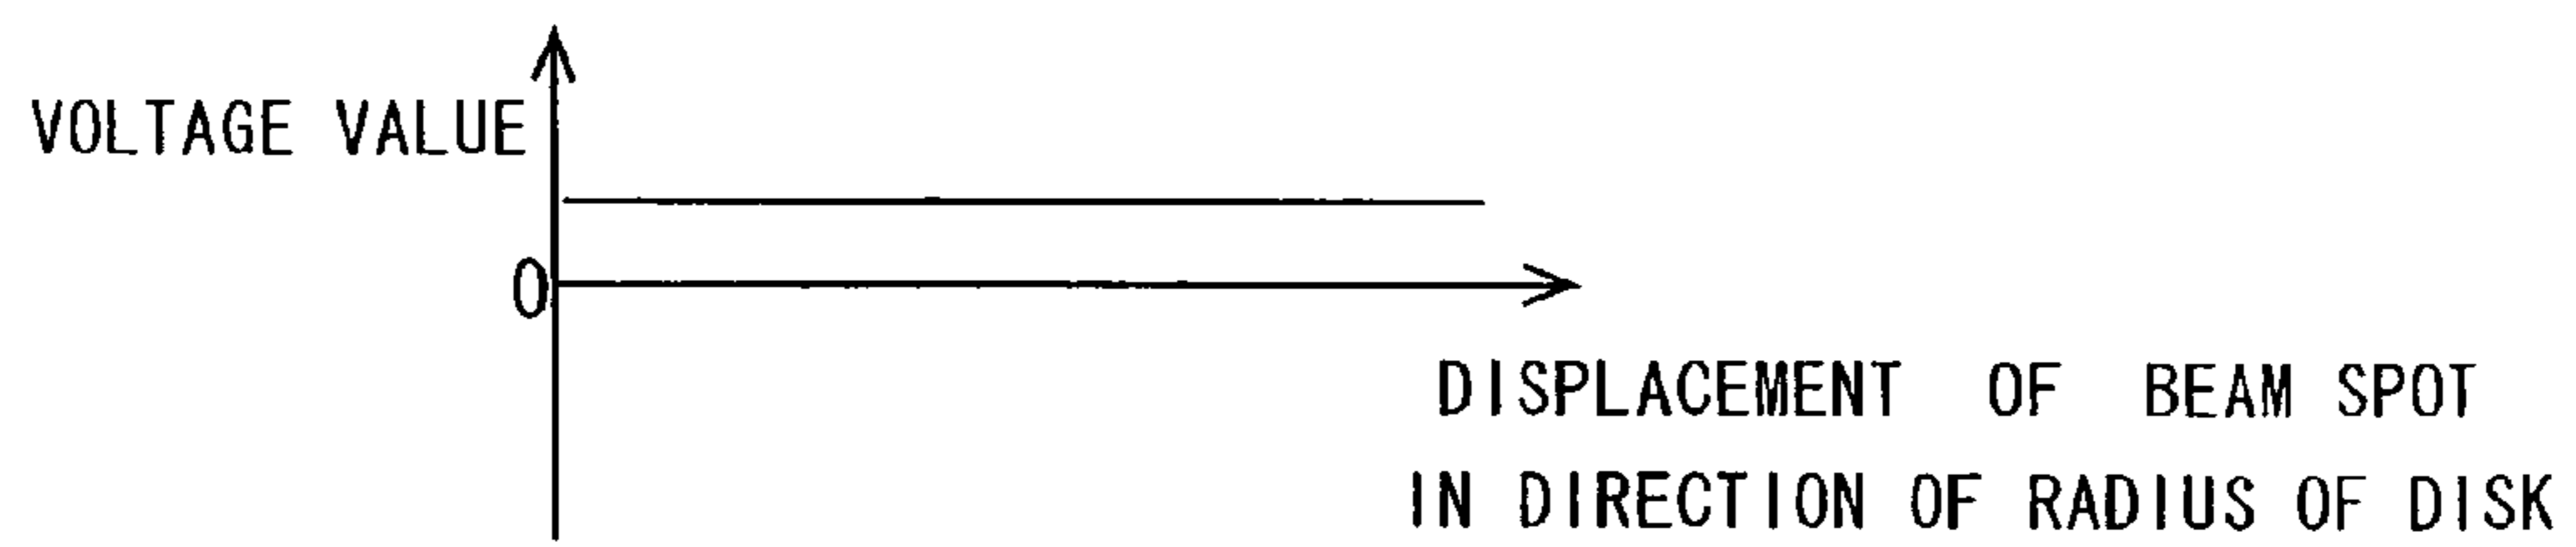 VOLTAGE VALUE
0
DISPLACEMENT OF BEAM SPOT
IN DIRECTION OF RADIUS OF DISK